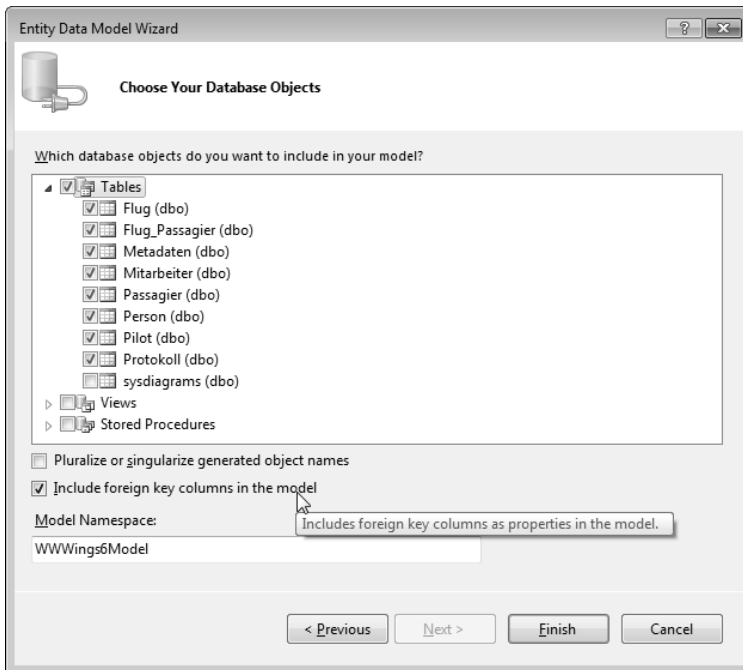 Entity Data Model Wizard
Choose Your Database Objects
Which database objects do you want to include in your model?
Tables
Flug (dbo)
Flug_Passagier (dbo)
Metadaten (dbo)
Mitarbeiter (dbo)
Passagier (dbo)
Person (dbo)
Pilot (dbo)
Protokoll (dbo)
sysdiagrams (dbo)
Views
Stored Procedures
Pluralize or singularize generated object names
Include foreign key columns in the model
Includes foreign key columns as properties in the model.
Model Namespace:
WWWings6Model
< Previous
Next >
Finish
Cancel